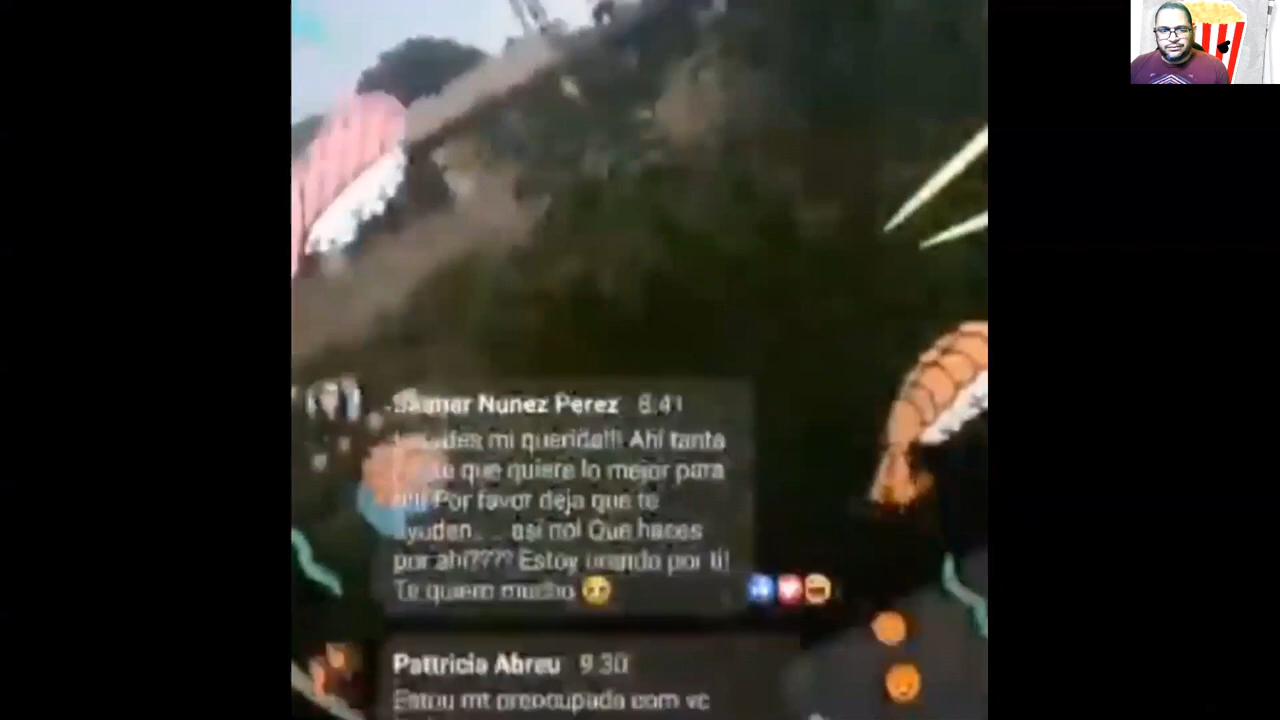 Nunez Perez 8:41
mi querida!!! Ahí tanta
que quiere lo mejor para
Por favor deja que te
ayuden.... así no! Que haces
por ahí???? Estoy orando por ti!
Te quiero mucho
Pattricia Abreu 9:30
Estou mt preocupada com vc